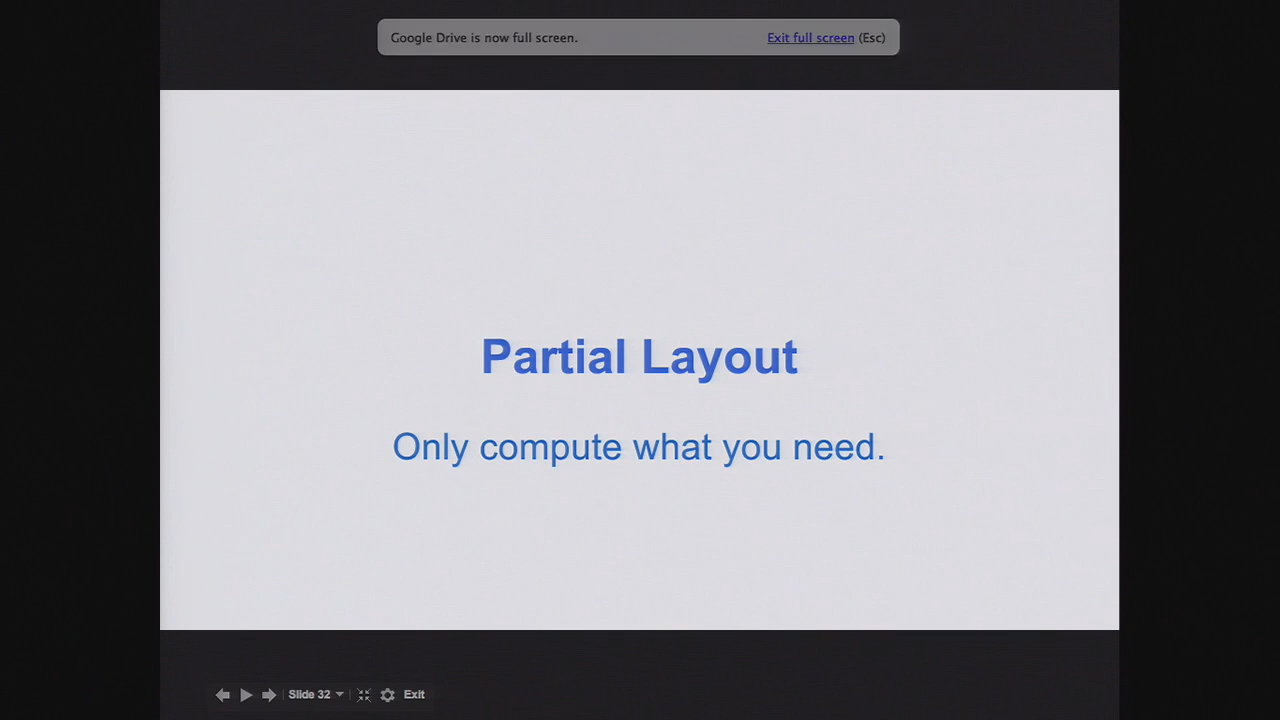 Google Drive is now full screen. Exit full screen (Esc)
Partial Layout
Only compute what you need.
Slide 32 Exit